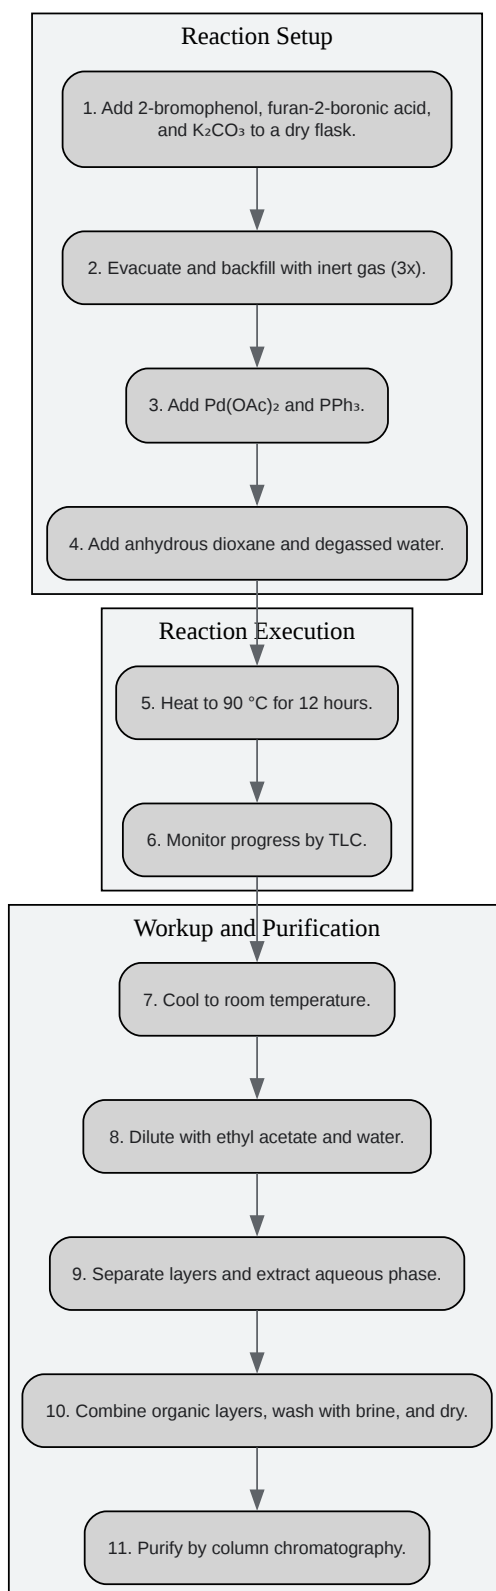 Reaction Setup
1. Add 2-bromophenol, furan-2-boronic acid,
and K₂CO₃ to a dry flask.
2. Evacuate and backfill with inert gas (3x).
3. Add Pd(OAc)₂ and PPh₃.
4. Add anhydrous dioxane and degassed water.
Reaction Execution
5. Heat to 90 °C for 12 hours.
6. Monitor progress by TLC.
Workup and Purification
7. Cool to room temperature.
8. Dilute with ethyl acetate and water.
9. Separate layers and extract aqueous phase.
10. Combine organic layers, wash with brine, and dry.
11. Purify by column chromatography.